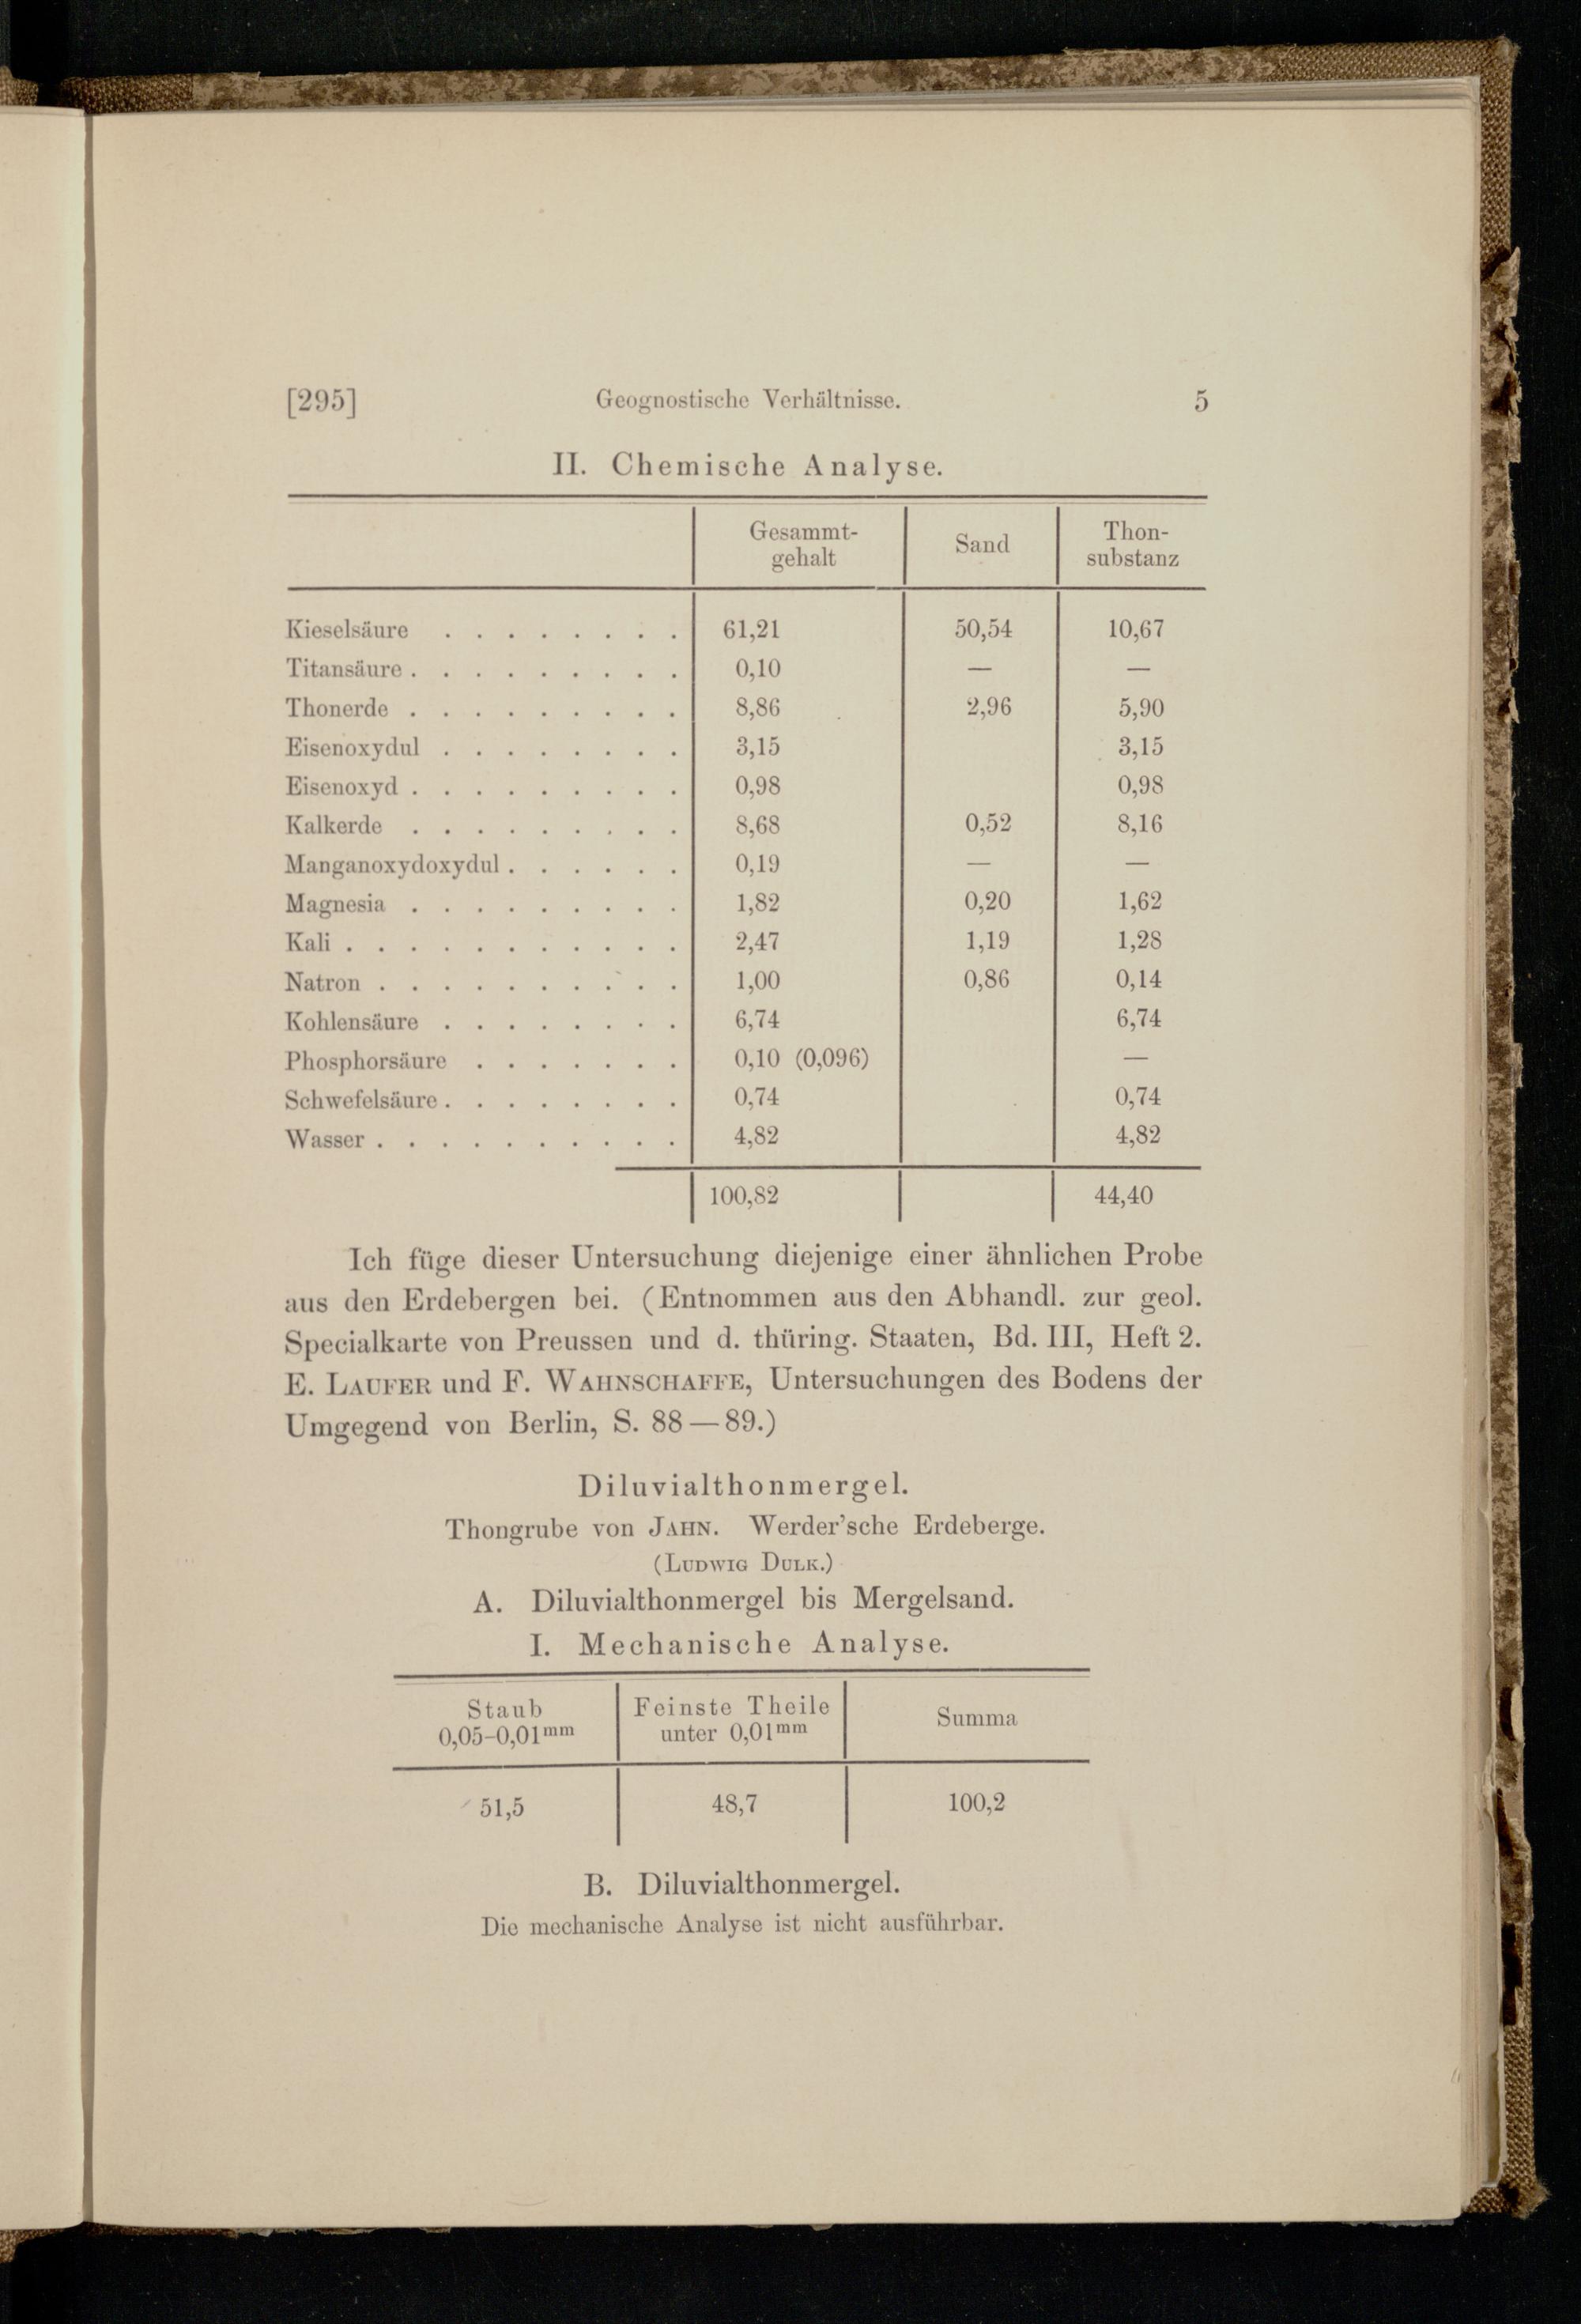 [295] Geognostische Verhältnisse. 5
II. Chemische Analyse.
Gesammt-
gehalt
Sand
Thon-
substanz
Kieselsäure . . . . . . . . 61,21 50,54 10,67
Titansäure . . . . . . . . . 0,10 — —
Thonerde . . . . . . . . . 8,86 2,96 5,90
Eisenoxydul . . . . . . . . 3,15 3,15
Eisenoxyd . . . . . . . . . 0,98 0,98
Kalkerde . . . . . . . . . 8,68 0,52 8,16
Manganoxydoxydul . . . . . . 0,19 — —
Magnesia . . . . . . . . . 1,82 0,20 1,62
Kali . . . . . . . . . . . 2,47 1,19 1,28
Natron . . . . . . . . . . 1,00 0,86 0,14
Kohlensäure . . . . . . . . 6,74 6,74
Phosphorsäure . . . . . . . 0,10 (0,096) —
Schwefelsäure . . . . . . . . 0,74 0,74
Wasser . . . . . . . . . . 4,82 4,82
100,82 44,40
Ich füge dieser Untersuchung diejenige einer ähnlichen Probe
aus den Erdebergen bei. (Entnommen aus den Abhandl. zur geol.
Specialkarte von Preussen und d. thüring. Staaten, Bd. III, Heft 2.
E. LAUFER und F. WAHNSCHAFFE, Untersuchungen des Bodens der
Umgegend von Berlin, S. 88—89.)
Diluvialthonmergel.
Thongrube von JAHN. Werder'sche Erdeberge.
(LUDWIG DULK.)
A. Diluvialthonmergel bis Mergelsand.
I. Mechanische Analyse.
Staub
0,05-0,01mm
Feinste Theile
unter 0,01mm
Summa
51,5 48,7 100,2
B. Diluvialthonmergel.
Die mechanische Analyse ist nicht ausführbar.